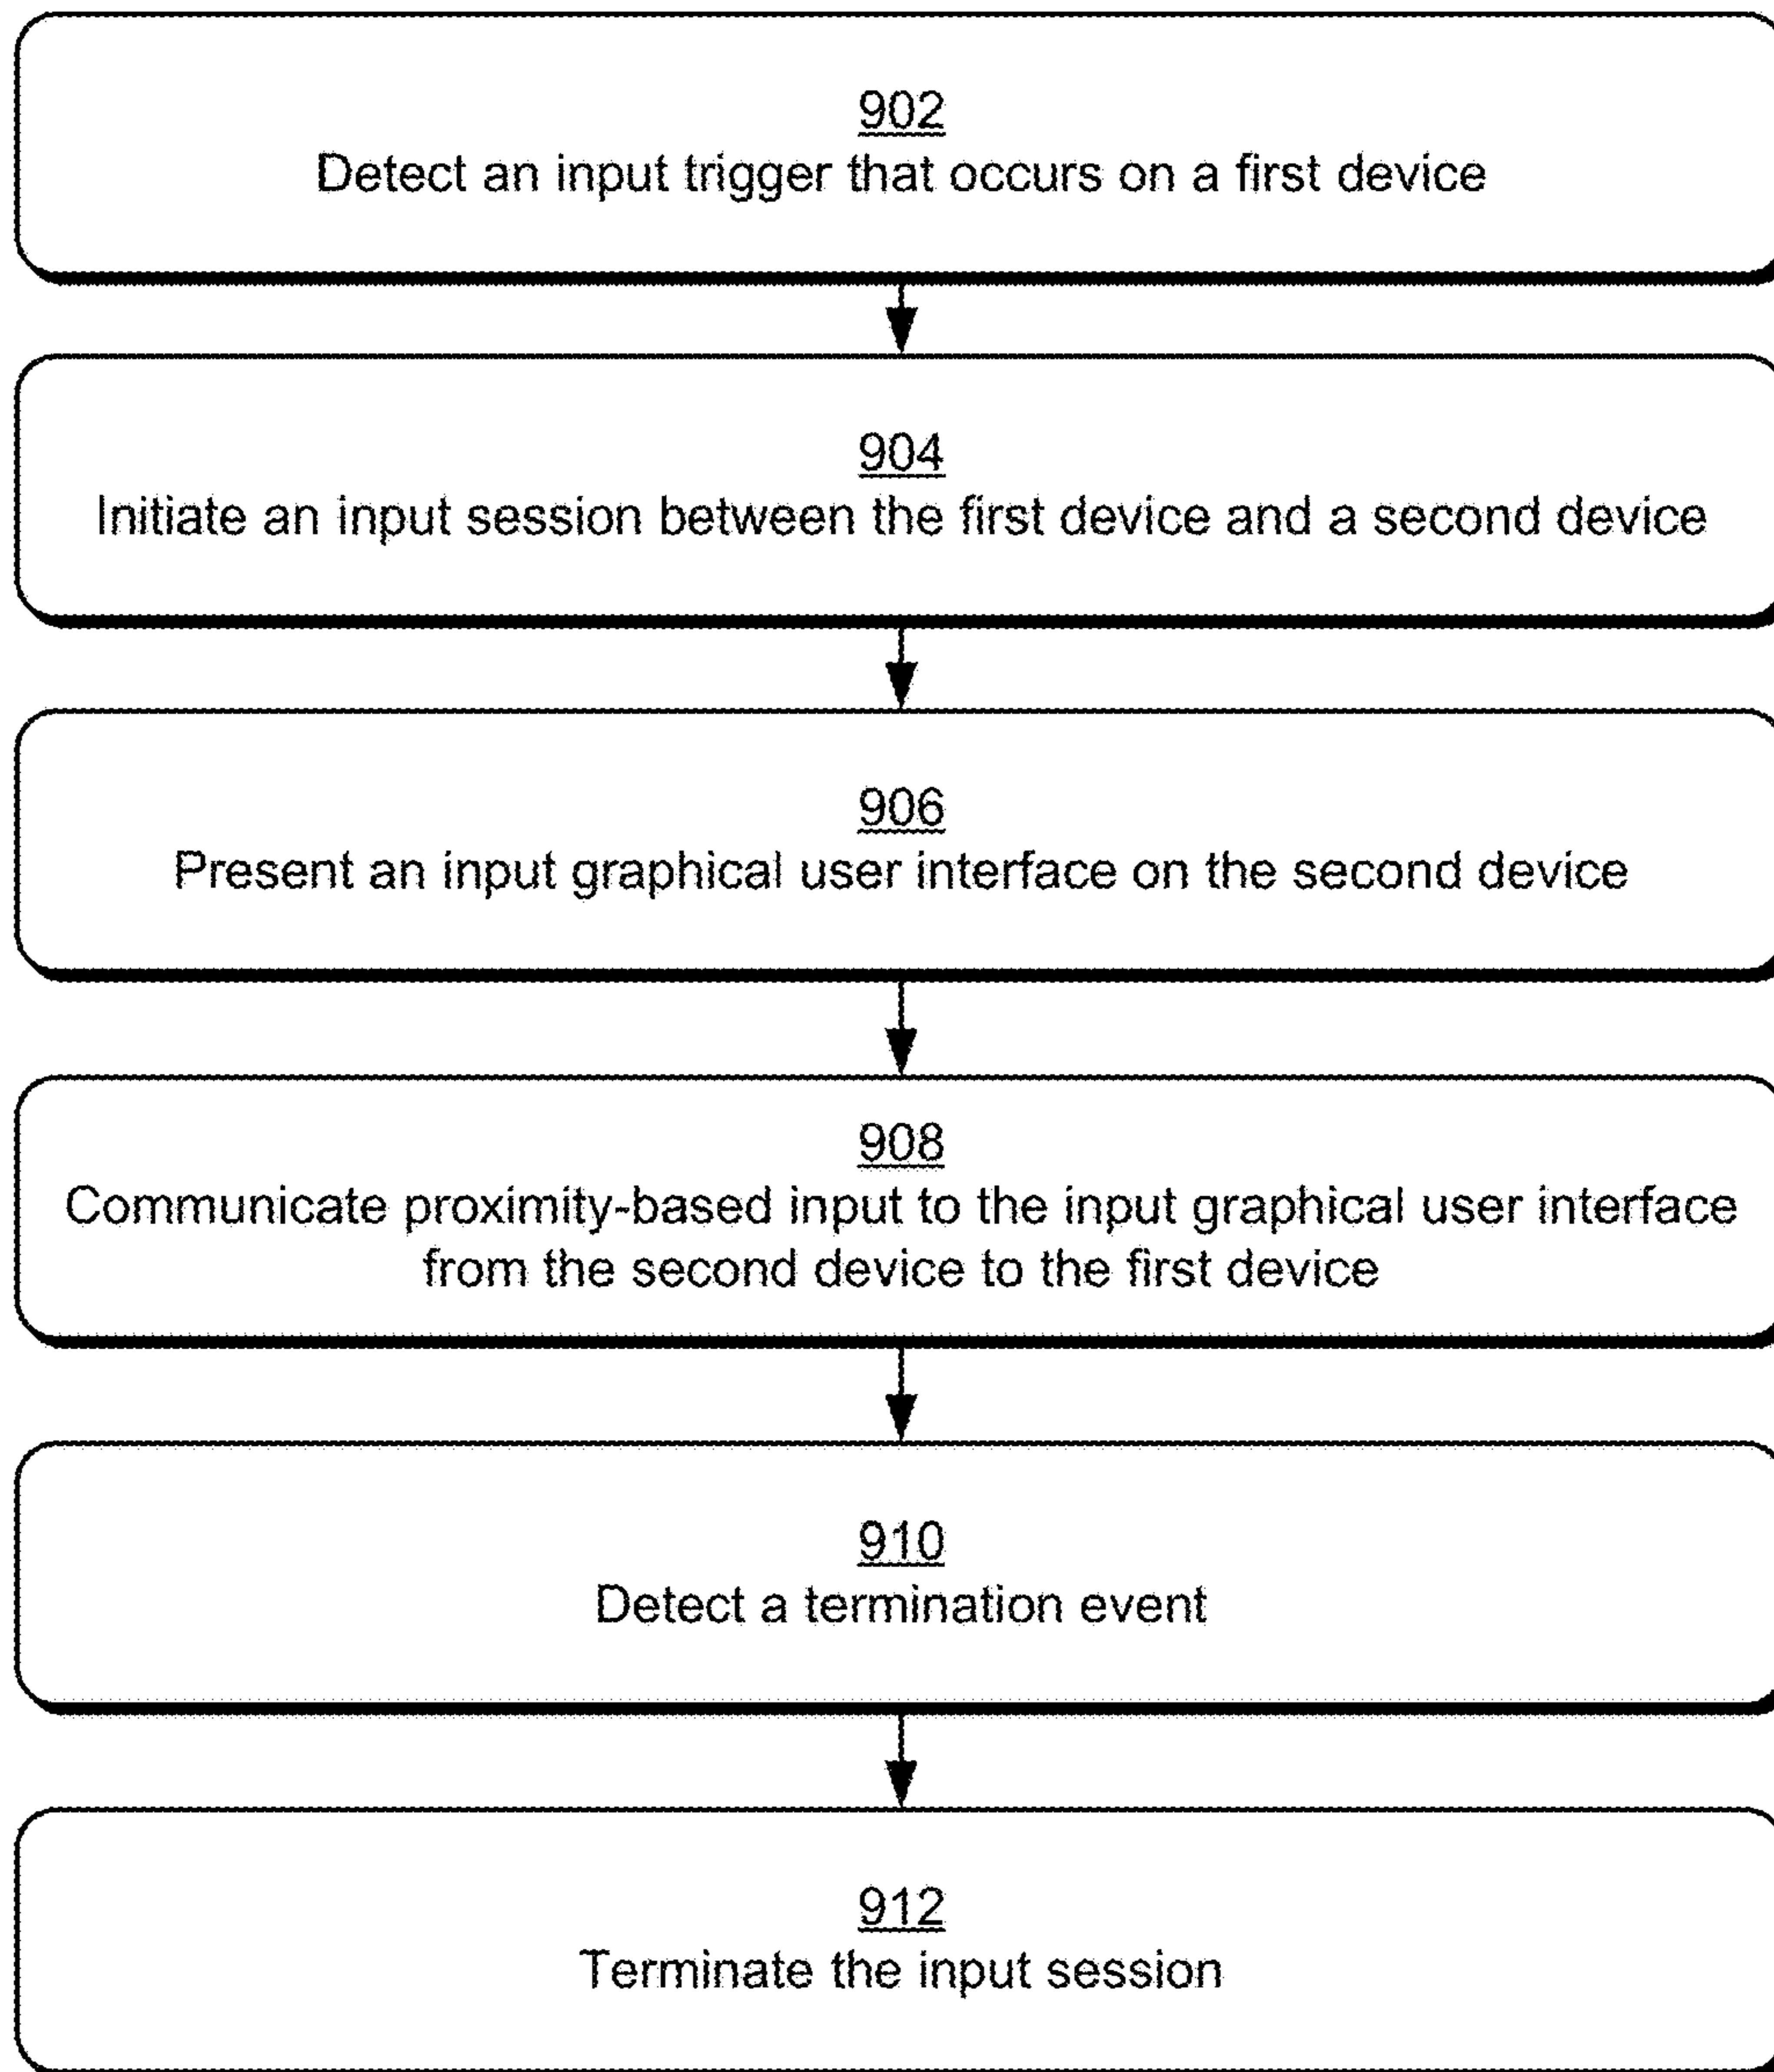 902
Detect an input trigger that occurs on a first device
904
Initiate an input session between the first device and a second device
906
Present an input graphical user interface on the second device
908
Communicate proximity-based input to the input graphical user interface
from the second device to the first device
910
Detect a termination event
912
Terminate the input session